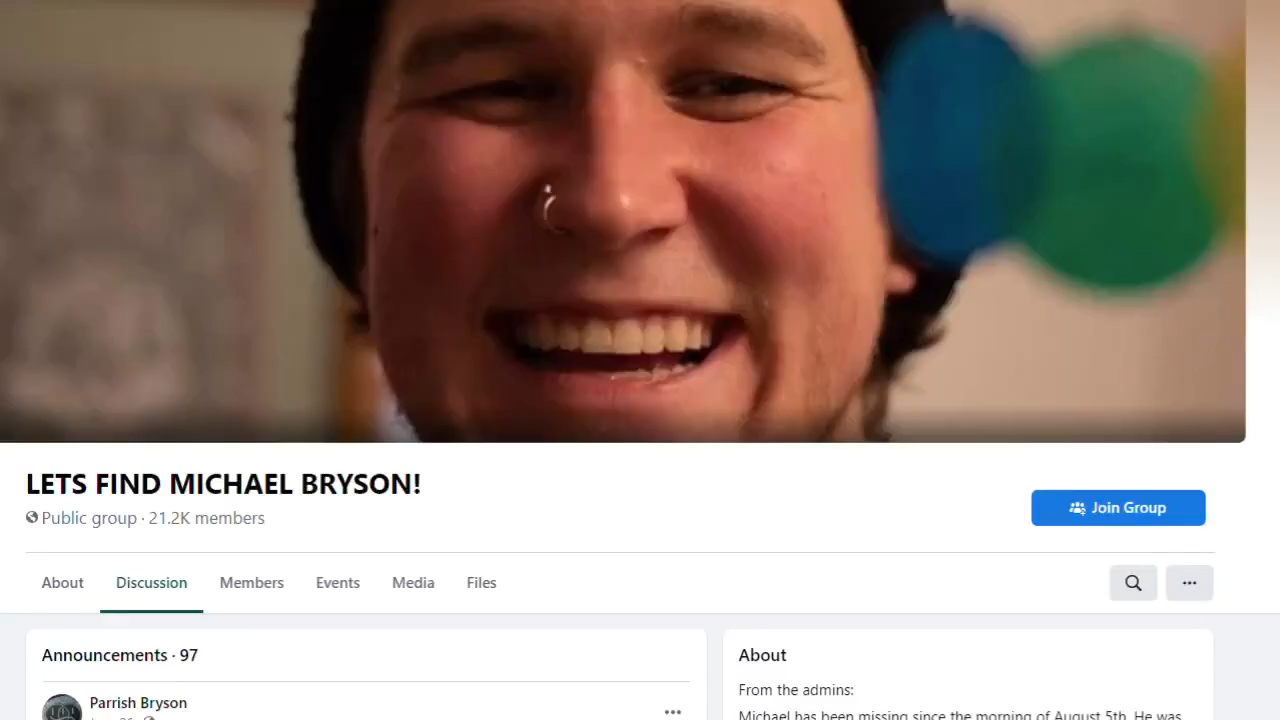 LETS FIND MICHAEL BRYSON!
Public group · 21.2K members
Join Group
About
Discussion
Members
Events
Media
Files
Announcements · 97
Parrish Bryson
About
From the admins:
Michael has been missing since the morning of August 5th. He was